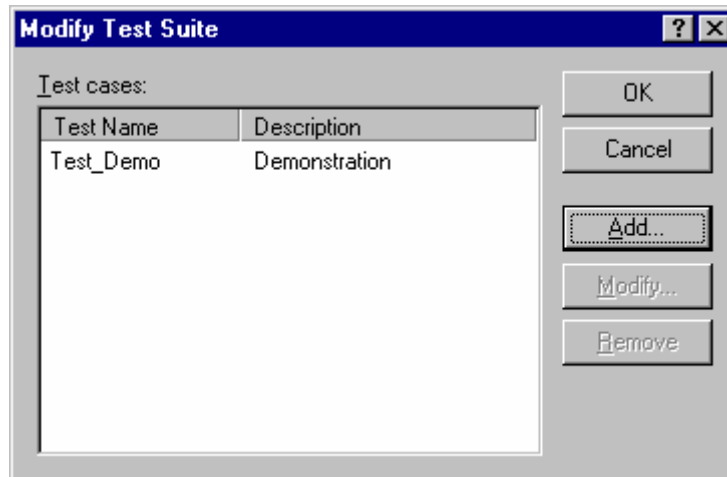 Modify Test Suite
Test cases:
Test Name Description
Test_Demo Demonstration
OK
Cancel
Add...
Modify...
Remove